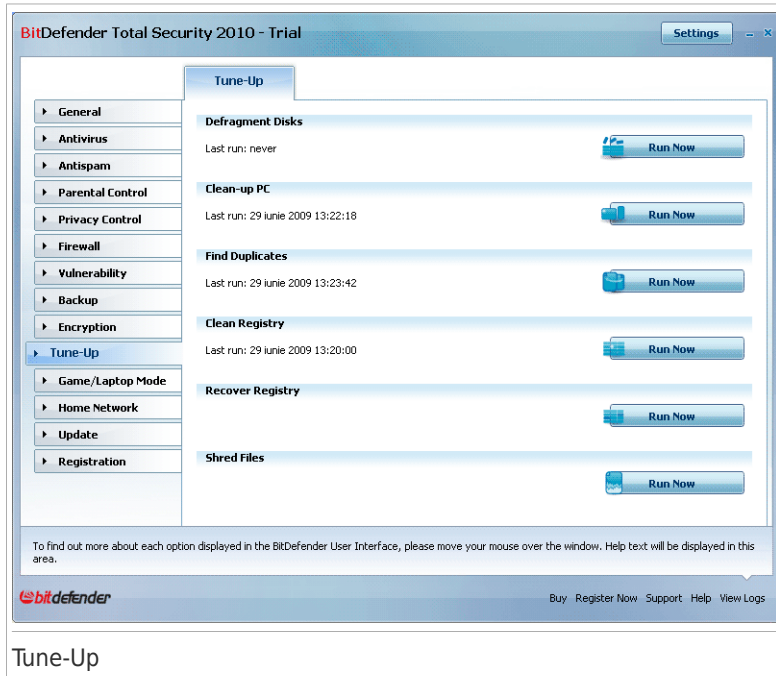 BitDefender Total Security 2010 - Trial
Settings
Tune-Up
General
Antivirus
Antispam
Parental Control
Privacy Control
Firewall
Vulnerability
Backup
Encryption
Tune-Up
Game/Laptop Mode
Home Network
Update
Registration
Defragment Disks
Last run: never
Run Now
Clean-up PC
Last run: 29 iunie 2009 13:22:18
Run Now
Find Duplicates
Last run: 29 iunie 2009 13:23:42
Run Now
Clean Registry
Last run: 29 iunie 2009 13:20:00
Run Now
Recover Registry
Run Now
Shred Files
Run Now
To find out more about each option displayed in the BitDefender User Interface, please move your mouse over the window. Help text will be displayed in this
area.
bitdefender
Buy Register Now Support Help View Logs
Tune-Up